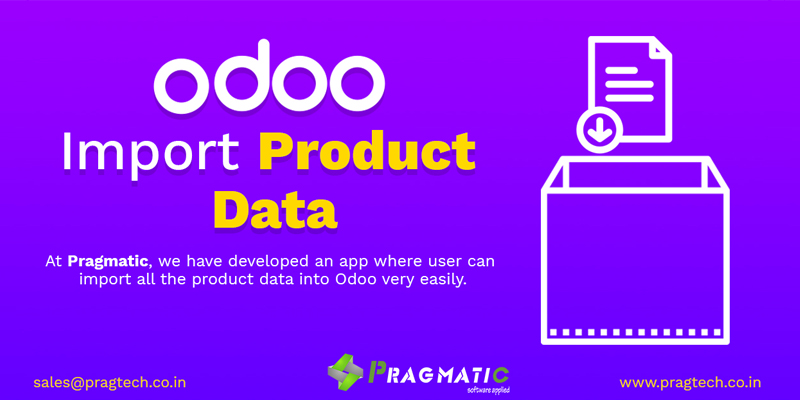 odoo
Import Product
Data
At Pragmatic, we have developed an app where user can
import all the product data into Odoo very easily.
PRAGMATIC
software applied
sales@pragtech.co.in
www.pragtech.co.in